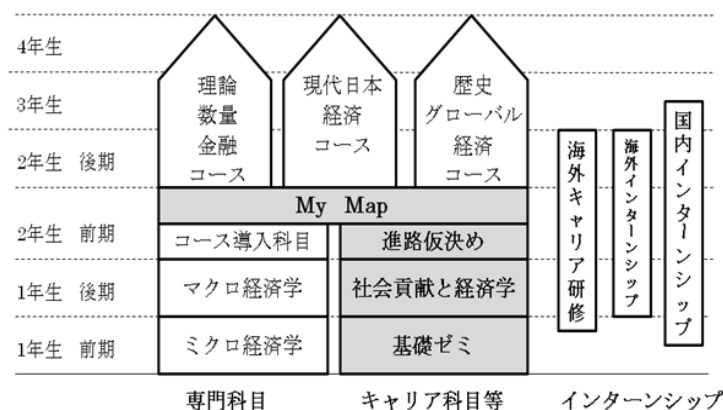 4年生
3年生
2年生 後期
2年生 前期
1年生 後期
1年生 前期
理論
数量
金融
コース
現代日本
経済
コース
歴史
グローバル
経済
コース
My Map
コース導入科目
進路仮決め
マクロ経済学
社会貢献と経済学
ミクロ経済学
基礎ゼミ
海外キャリア研修
海外インターンシップ
国内インターンシップ
専門科目
キャリア科目等
インターンシップ